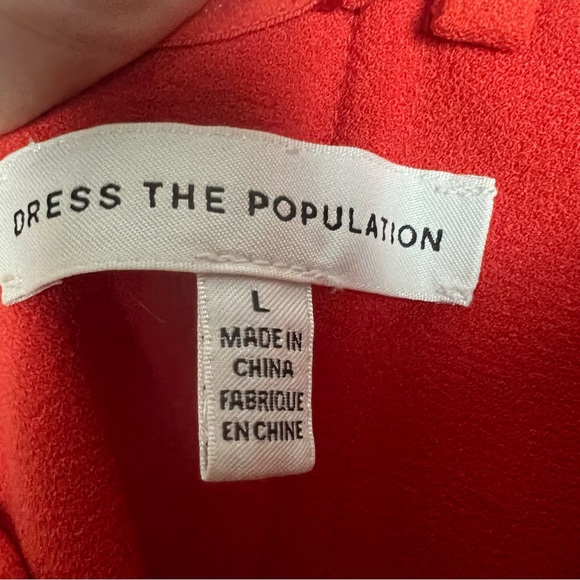 DRESS THE POPULATION
L
MADE IN
CHINA
FABRIQUE
EN CHINE